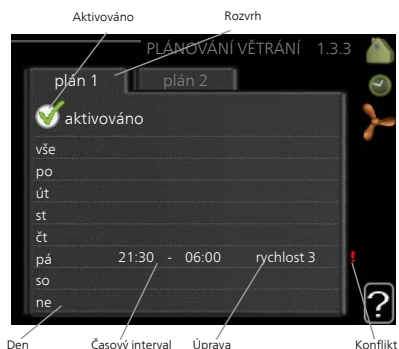 Aktivováno
Rozvrh
PLÁNOVÁNÍ VĚTRÁNÍ 1.3.3
plán 1
plán 2
aktivováno
vše
po
út
st
čt
pá 21:30 - 06:00 rychlost 3 !
so
ne
?
Den
Časový interval
Úprava
Konflikt